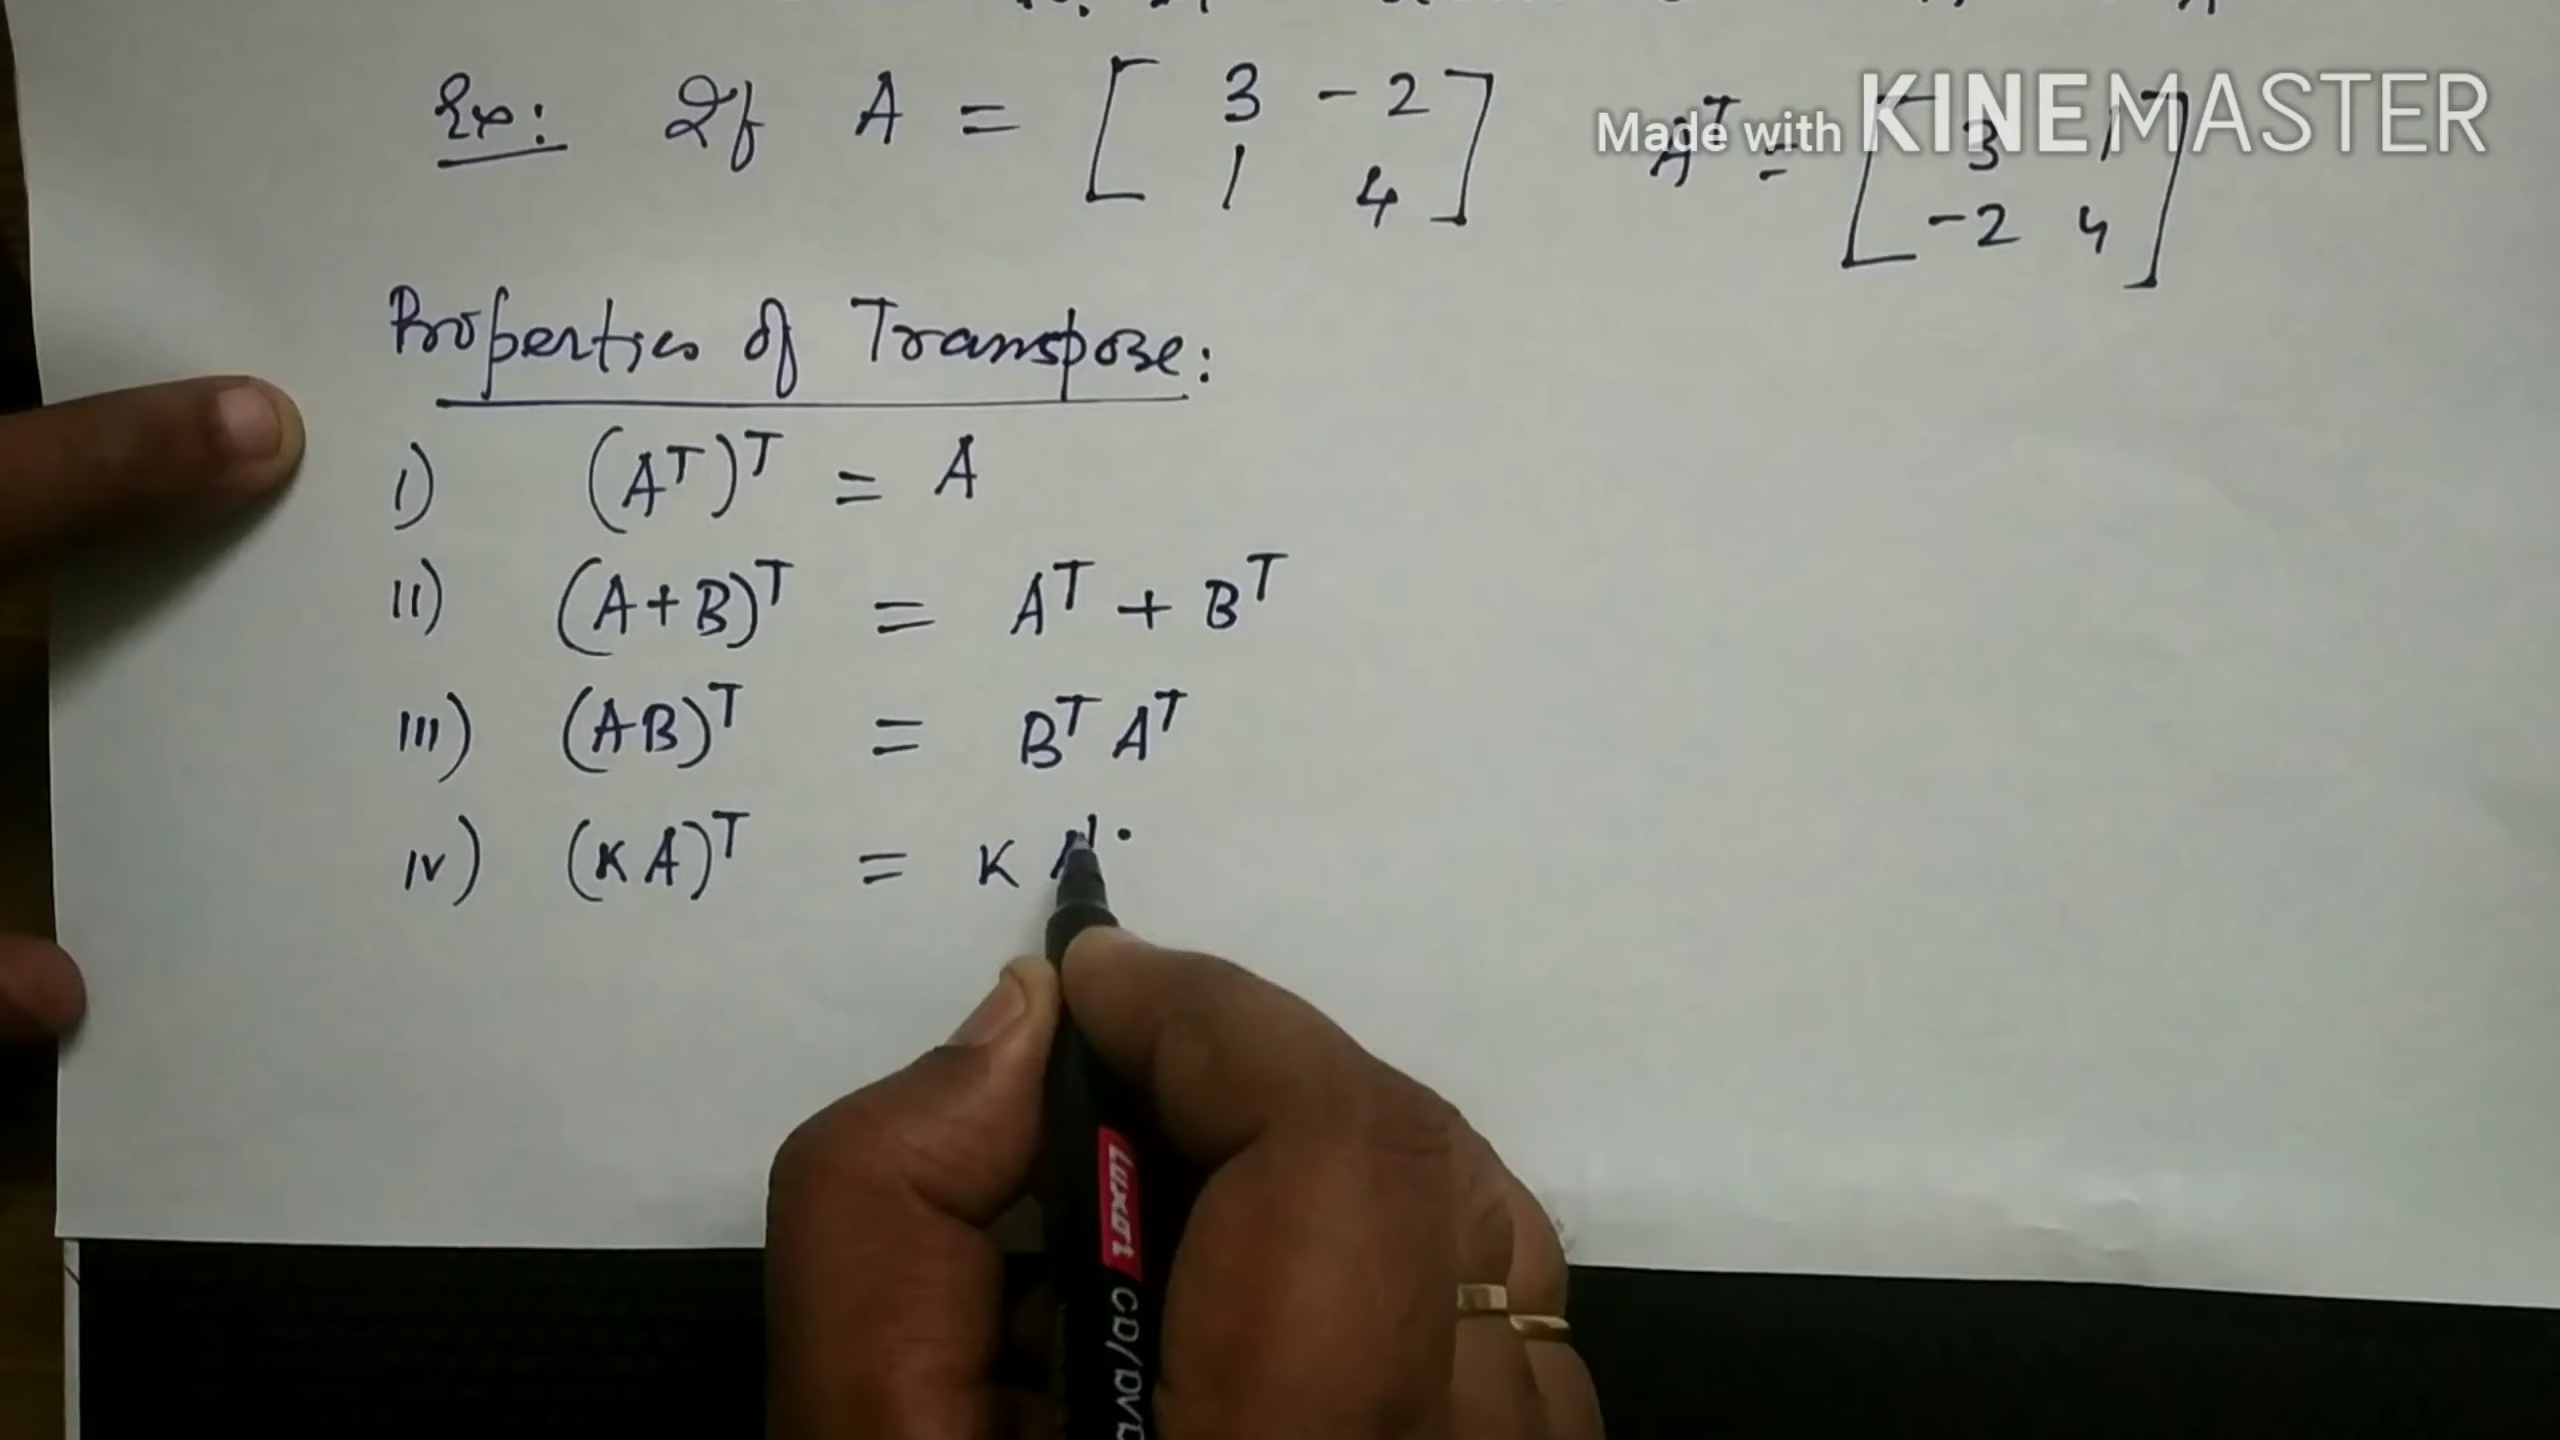 Ex: If A = [ 3 -2 Aᵀ = [ 3 1
1 4 ] -2 4 ]
Made with KINEMASTER
Properties of Transpose:
I) (Aᵀ)ᵀ = A
II) (A+B)ᵀ = Aᵀ + Bᵀ
III) (AB)ᵀ = Bᵀ Aᵀ
IV) (KA)ᵀ = K A
Luxor CD/DVD